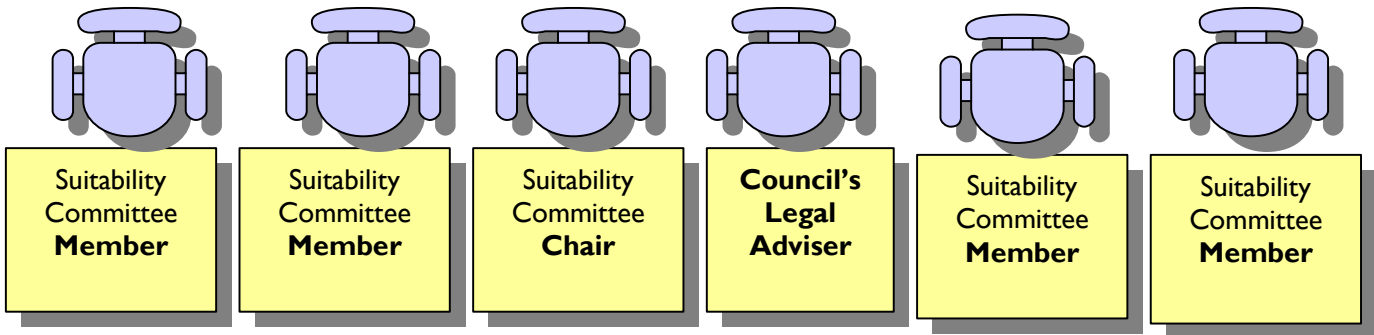 Suitability
Committee
Member
Suitability
Committee
Member
Suitability
Committee
Chair
Council's
Legal
Adviser
Suitability
Committee
Member
Suitability
Committee
Member